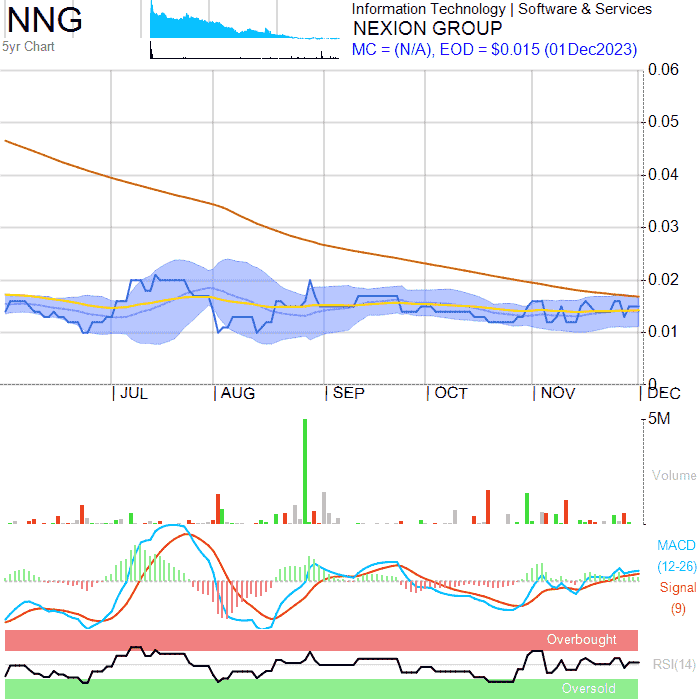 NNG
5yr Chart
Information Technology | Software & Services
NEXION GROUP
MC = (N/A), EOD = $0.015 (01Dec2023)
0.06
0.05
0.04
0.03
0.02
0.01
0
JUL AUG SEP OCT NOV DEC
5M
Volume
MACD
(12-26)
Signal
(9)
Overbought
RSI(14)
Oversold